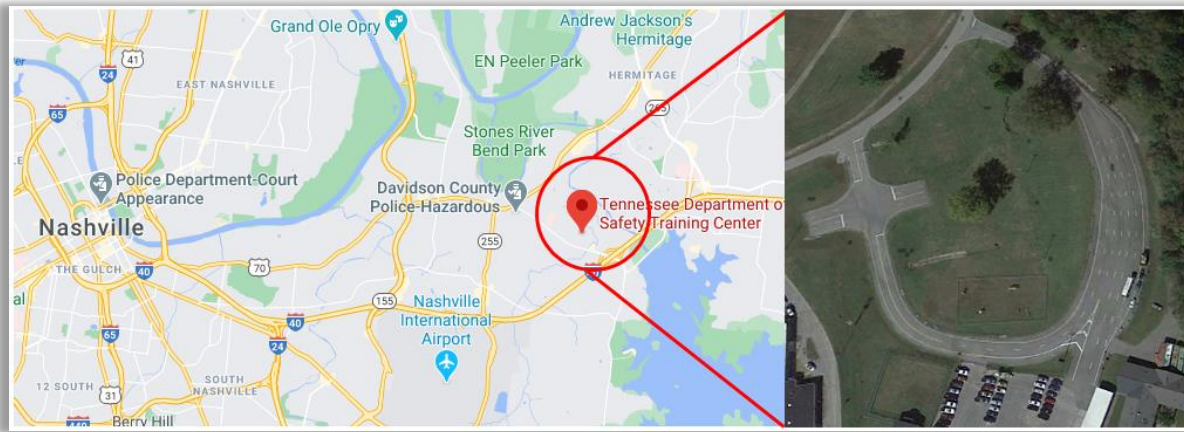 Grand Ole Opry
Andrew Jackson's
Hermitage
41
31
24
EN Peeler Park
HERMITAGE
EAST NASHVILLE
65
265
Stones River
Bend Park
Police Department-Court
Appearance
Davidson County
Police-Hazardous
Tennessee Department o
Safety Training Center
Nashville
255
THE GULCH
40
70
155
40
Nashville
International
Airport
65
24
12 SOUTH
SOUTH
NASHVILLE
31
Berry Hill